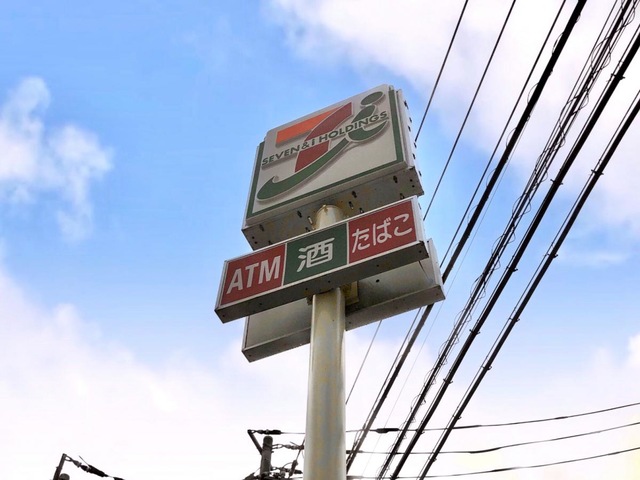 SEVEN & i HOLDINGS
ATM 酒 たばこ